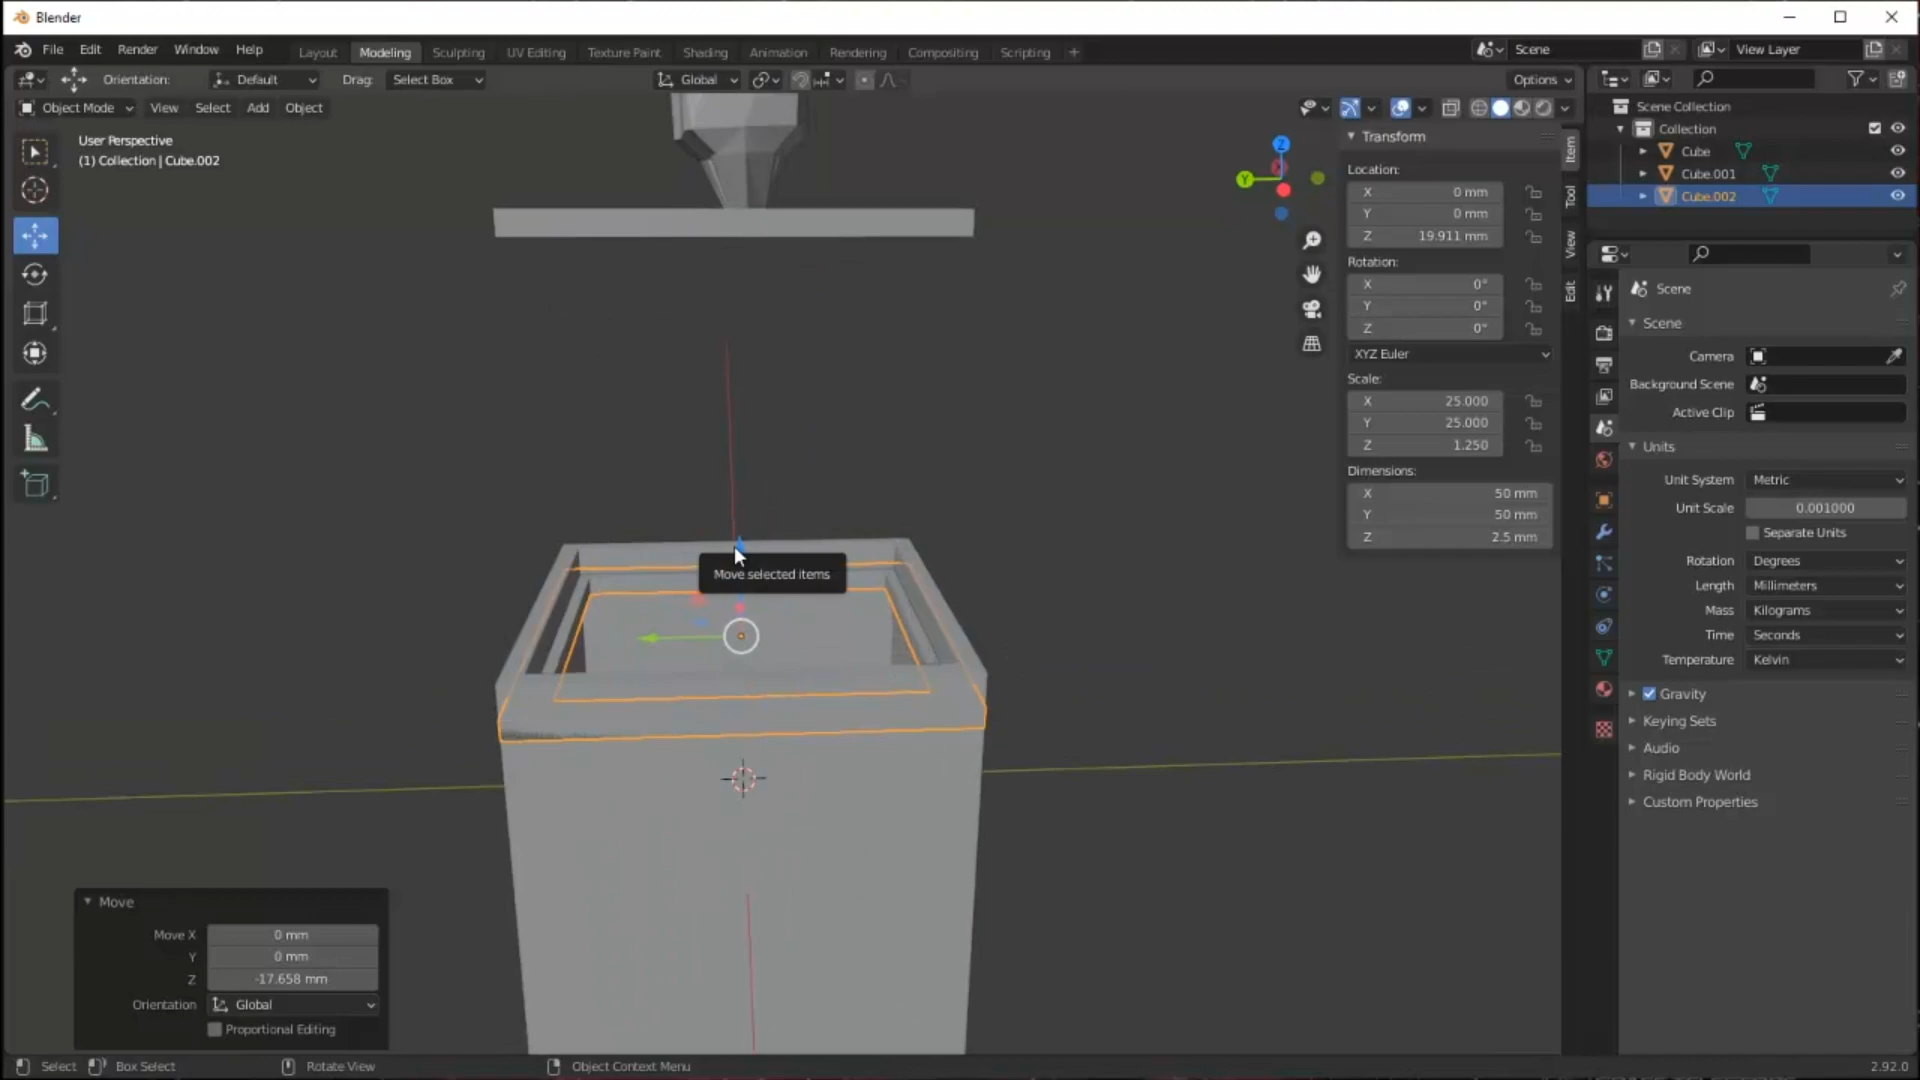 Blender
File Edit Render Window Help
Layout Modeling Sculpting UV Editing Texture Paint Shading Animation Rendering Compositing Scripting +
Scene
View Layer
Orientation: Default Drag: Select Box
Global
Options
Object Mode View Select Add Object
User Perspective
(1) Collection | Cube.002
Z
Y
Move selected items
Transform
Location:
X 0 mm
Y 0 mm
Z 19.911 mm
Rotation:
X 0°
Y 0°
Z 0°
XYZ Euler
Scale:
X 25.000
Y 25.000
Z 1.250
Dimensions:
X 50 mm
Y 50 mm
Z 2.5 mm
Item
Tool
View
Edit
Scene Collection
Collection
Cube
Cube.001
Cube.002
Scene
Scene
Camera
Background Scene
Active Clip
Units
Unit System Metric
Unit Scale 0.001000
Separate Units
Rotation Degrees
Length Millimeters
Mass Kilograms
Time Seconds
Temperature Kelvin
Gravity
Keying Sets
Audio
Rigid Body World
Custom Properties
Move
Move X 0 mm
Y 0 mm
Z -17.658 mm
Orientation Global
Proportional Editing
Select Box Select Rotate View Object Context Menu 2.92.0